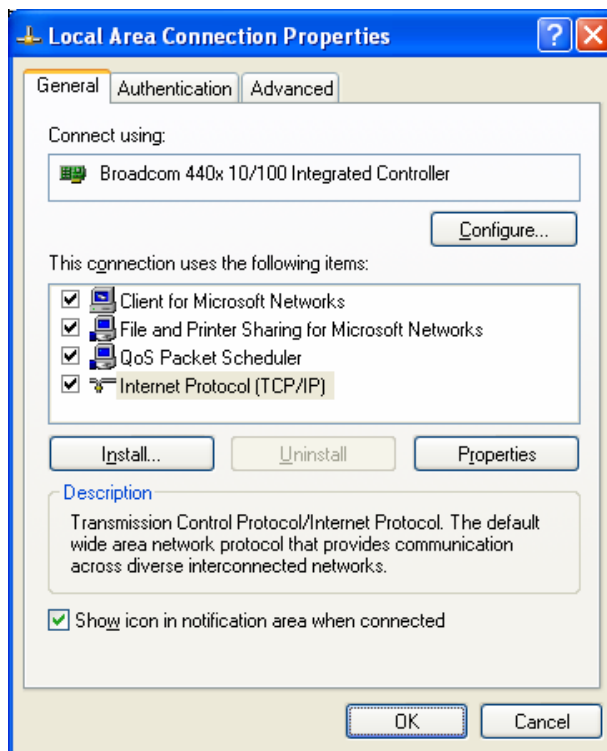 Local Area Connection Properties
General Authentication Advanced
Connect using:
Broadcom 440x 10/100 Integrated Controller
Configure...
This connection uses the following items:
Client for Microsoft Networks
File and Printer Sharing for Microsoft Networks
QoS Packet Scheduler
Internet Protocol (TCP/IP)
Install... Uninstall Properties
Description
Transmission Control Protocol/Internet Protocol. The default
wide area network protocol that provides communication
across diverse interconnected networks.
Show icon in notification area when connected
OK Cancel